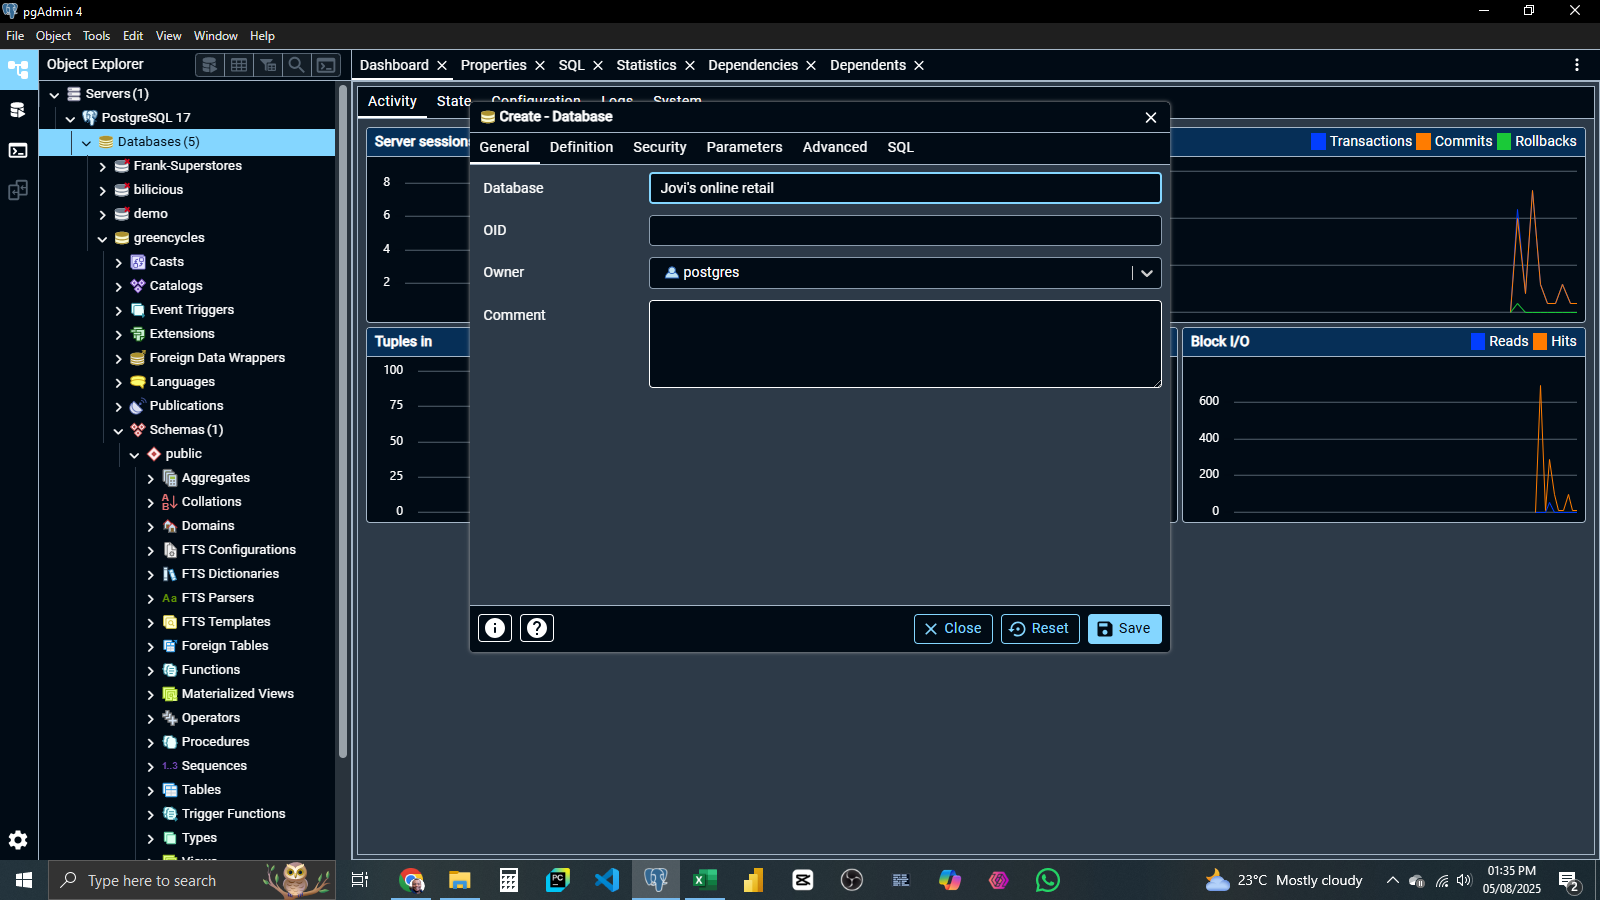 pgAdmin 4
File Object Tools Edit View Window Help
Object Explorer
Dashboard Properties SQL Statistics Dependencies Dependents
Servers (1)
PostgreSQL 17
Databases (5)
Frank-Superstores
bilicious
demo
greencycles
Casts
Catalogs
Event Triggers
Extensions
Foreign Data Wrappers
Languages
Publications
Schemas (1)
public
Aggregates
Collations
Domains
FTS Configurations
FTS Dictionaries
Aa FTS Parsers
FTS Templates
Foreign Tables
Functions
Materialized Views
Operators
Procedures
1..3 Sequences
Tables
Trigger Functions
Types
Views
Activity State Configuration Logs System
Server sessions
8
6
4
2
Transactions Commits Rollbacks
Tuples in
100
75
50
25
0
Block I/O
Reads Hits
600
400
200
0
Create - Database
General Definition Security Parameters Advanced SQL
Database Jovi's online retail
OID
Owner postgres
Comment
Close Reset Save
Type here to search
23°C Mostly cloudy
01:35 PM
05/08/2025
2